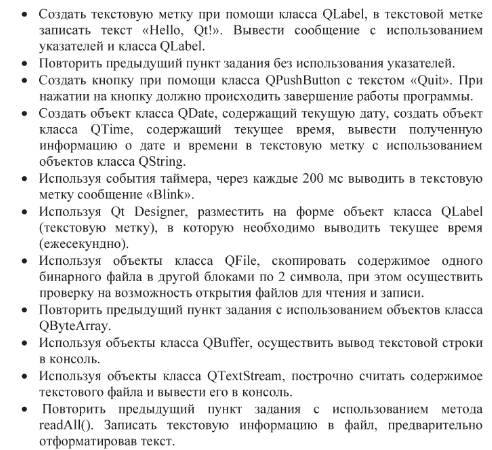 • Создать текстовую метку при помощи класса QLabel, в текстовой метке
записать текст «Hello, Qt!». Вывести сообщение с использованием
указателей и класса QLabel.
• Повторить предыдущий пункт задания без использования указателей.
• Создать кнопку при помощи класса QPushButton с текстом «Quit». При
нажатии на кнопку должно происходить завершение работы программы.
• Создать объект класса QDate, содержащий текущую дату, создать объект
класса QTime, содержащий текущее время, вывести полученную
информацию о дате и времени в текстовую метку с использованием
объектов класса QString.
• Используя события таймера, через каждые 200 мс выводить в текстовую
метку сообщение «Blink».
• Используя Qt Designer, разместить на форме объект класса QLabel
(текстовую метку), в которую необходимо выводить текущее время
(ежесекундно).
• Используя объекты класса QFile, скопировать содержимое одного
бинарного файла в другой блоками по 2 символа, при этом осуществить
проверку на возможность открытия файлов для чтения и записи.
• Повторить предыдущий пункт задания с использованием объектов класса
QByteArray.
• Используя объекты класса QBuffer, осуществить вывод текстовой строки
в консоль.
• Используя объекты класса QTextStream, построчно считать содержимое
текстового файла и вывести его в консоль.
• Повторить предыдущий пункт задания с использованием метода
readAll(). Записать текстовую информацию в файл, предварительно
отформатировав текст.